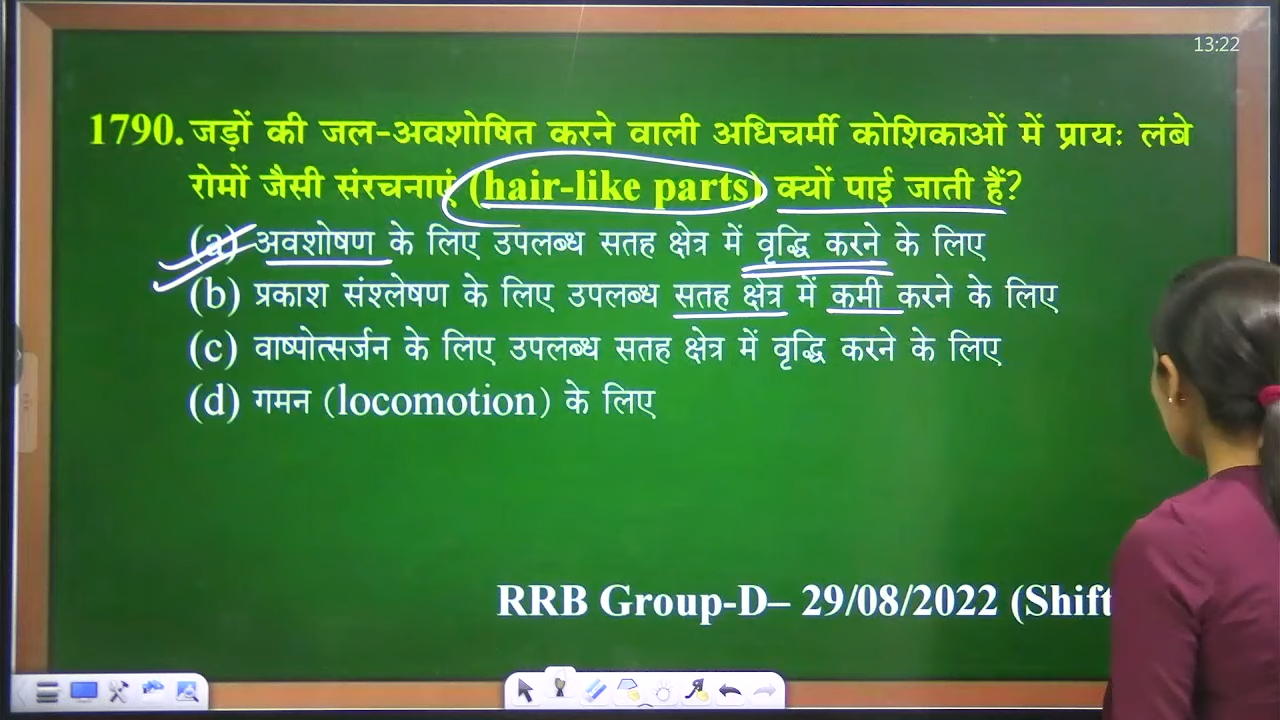 13:22
1790. जड़ों की जल-अवशोषित करने वाली अधिचर्मी कोशिकाओं में प्रायः लंबे
रोमों जैसी संरचनाएं (hair-like parts) क्यों पाई जाती हैं?
(a) अवशोषण के लिए उपलब्ध सतह क्षेत्र में वृद्धि करने के लिए
(b) प्रकाश संश्लेषण के लिए उपलब्ध सतह क्षेत्र में कमी करने के लिए
(c) वाष्पोत्सर्जन के लिए उपलब्ध सतह क्षेत्र में वृद्धि करने के लिए
(d) गमन (locomotion) के लिए
RRB Group-D– 29/08/2022 (Shift